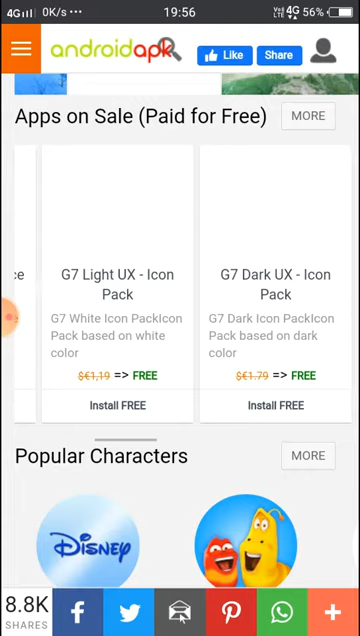 4G 0K/s ••• 19:56 VoLTE 4G 56%
androidapk Like Share
Apps on Sale (Paid for Free) MORE
ce
G7 Light UX - Icon
Pack
G7 White Icon PackIcon
Pack based on white
color
$€1,19 => FREE
Install FREE
G7 Dark UX - Icon
Pack
G7 Dark Icon PackIcon
Pack based on dark
color
$€1.79 => FREE
Install FREE
Popular Characters MORE
Disney
8.8K
SHARES